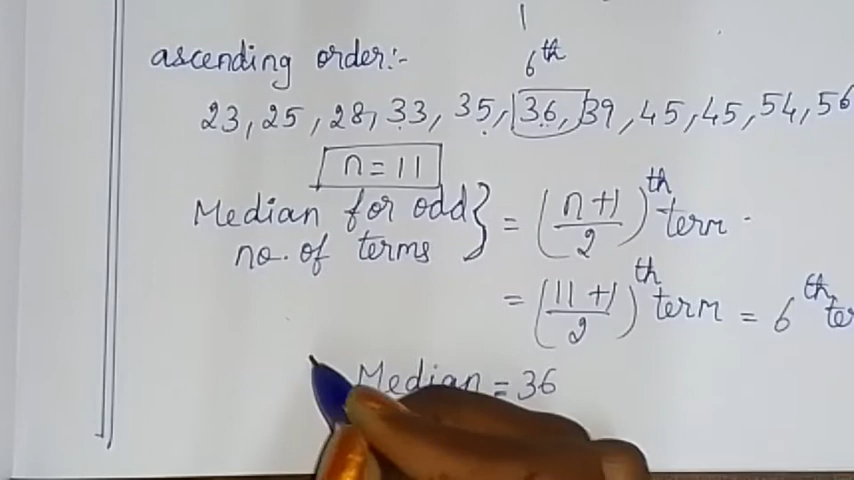 6th
ascending order:-
23, 25, 28, 33, 35, 36, 39, 45, 45, 54, 56
n = 11
Median for odd no. of terms } = (n+1/2)th term.
= (11+1/2)th term = 6th
Median = 36